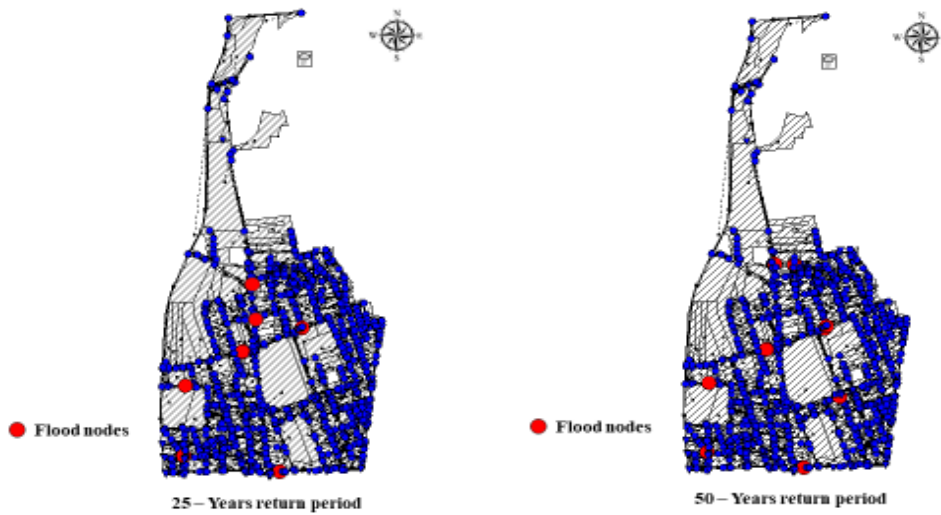 N
W E
S
N
W E
S
Flood nodes
Flood nodes
25 – Years return period
50 – Years return period